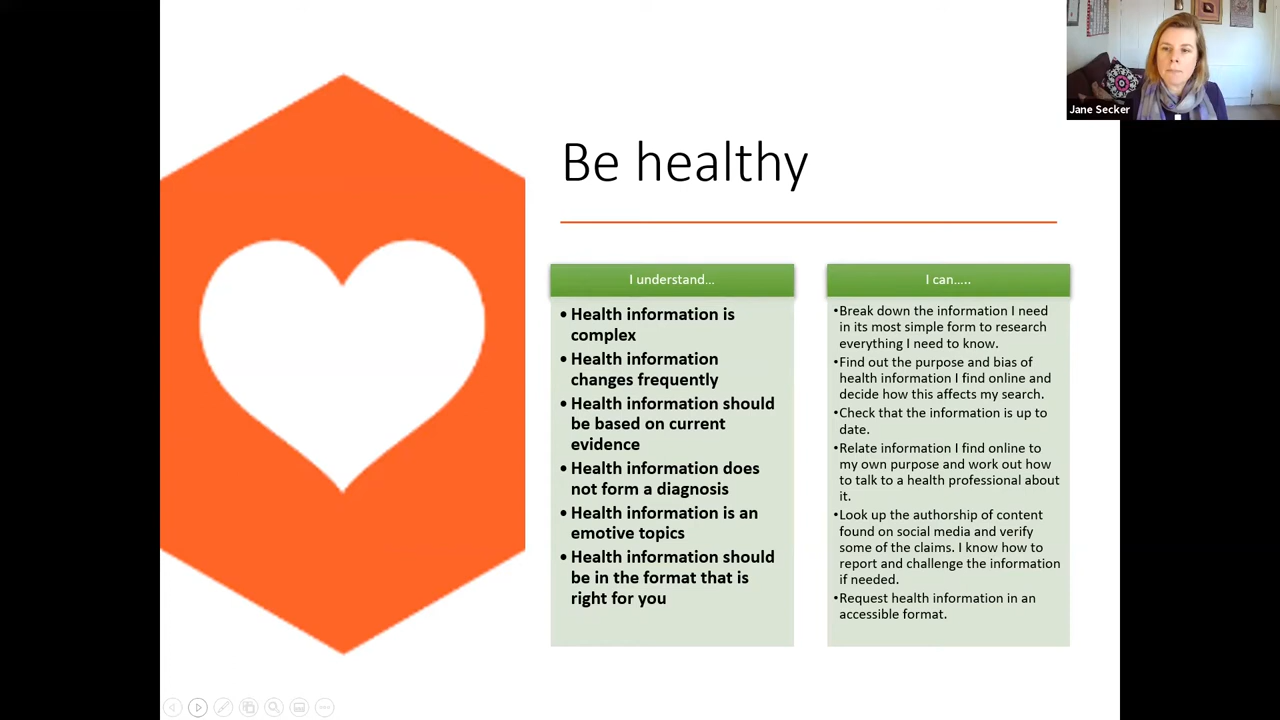 Jane Secker
Be healthy
I understand...
• Health information is
complex
• Health information
changes frequently
• Health information should
be based on current
evidence
• Health information does
not form a diagnosis
• Health information is an
emotive topics
• Health information should
be in the format that is
right for you
I can.....
•Break down the information I need
in its most simple form to research
everything I need to know.
•Find out the purpose and bias of
health information I find online and
decide how this affects my search.
•Check that the information is up to
date.
•Relate information I find online to
my own purpose and work out how
to talk to a health professional about
it.
•Look up the authorship of content
found on social media and verify
some of the claims. I know how to
report and challenge the information
if needed.
•Request health information in an
accessible format.